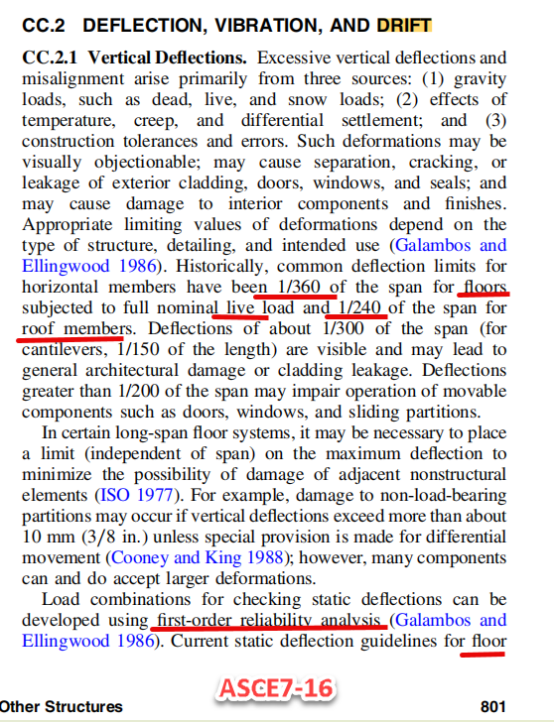 CC.2 DEFLECTION, VIBRATION, AND DRIFT
CC.2.1 Vertical Deflections. Excessive vertical deflections and
misalignment arise primarily from three sources: (1) gravity
loads, such as dead, live, and snow loads; (2) effects of
temperature, creep, and differential settlement; and (3)
construction tolerances and errors. Such deformations may be
visually objectionable; may cause separation, cracking, or
leakage of exterior cladding, doors, windows, and seals; and
may cause damage to interior components and finishes.
Appropriate limiting values of deformations depend on the
type of structure, detailing, and intended use (Galambos and
Ellingwood 1986). Historically, common deflection limits for
horizontal members have been 1/360 of the span for floors
subjected to full nominal live load and 1/240 of the span for
roof members. Deflections of about 1/300 of the span (for
cantilevers, 1/150 of the length) are visible and may lead to
general architectural damage or cladding leakage. Deflections
greater than 1/200 of the span may impair operation of movable
components such as doors, windows, and sliding partitions.
In certain long-span floor systems, it may be necessary to place
a limit (independent of span) on the maximum deflection to
minimize the possibility of damage of adjacent nonstructural
elements (ISO 1977). For example, damage to non-load-bearing
partitions may occur if vertical deflections exceed more than about
10 mm (3/8 in.) unless special provision is made for differential
movement (Cooney and King 1988); however, many components
can and do accept larger deformations.
Load combinations for checking static deflections can be
developed using first-order reliability analysis (Galambos and
Ellingwood 1986). Current static deflection guidelines for floor
ASCE7-16
Other Structures 801